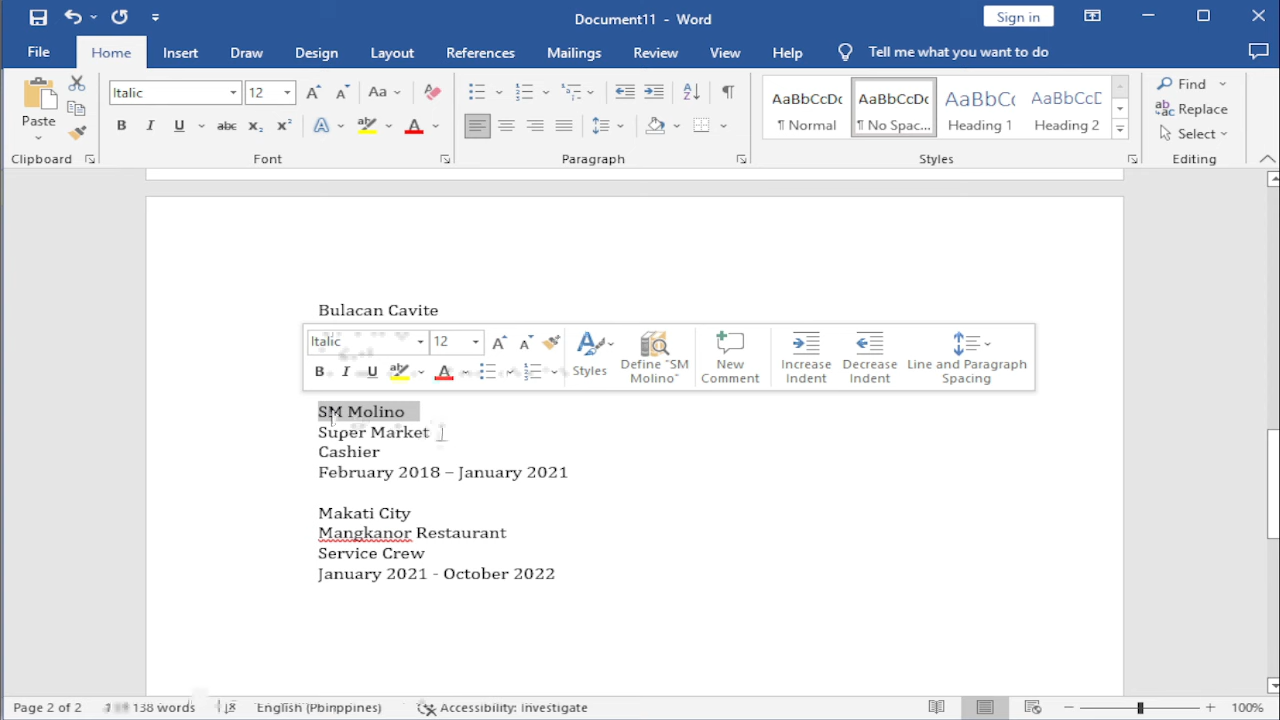 Document11 - Word
Sign in
File Home Insert Draw Design Layout References Mailings Review View Help Tell me what you want to do
Italic 12 Aa
Find
Paste
Replace
Select
AaBbCcDc AaBbCcDc AaBbCc AaBbCcD
¶ Normal ¶ No Spac... Heading 1 Heading 2
Clipboard Font Paragraph Styles Editing
Bulacan Cavite
Italic 12
Styles
Define "SM Molino"
New Comment
Increase Indent
Decrease Indent
Line and Paragraph Spacing
SM Molino
Super Market
Cashier
February 2018 – January 2021
Makati City
Mangkanor Restaurant
Service Crew
January 2021 - October 2022
Page 2 of 2 138 words English (Philippines) Accessibility: Investigate 100%